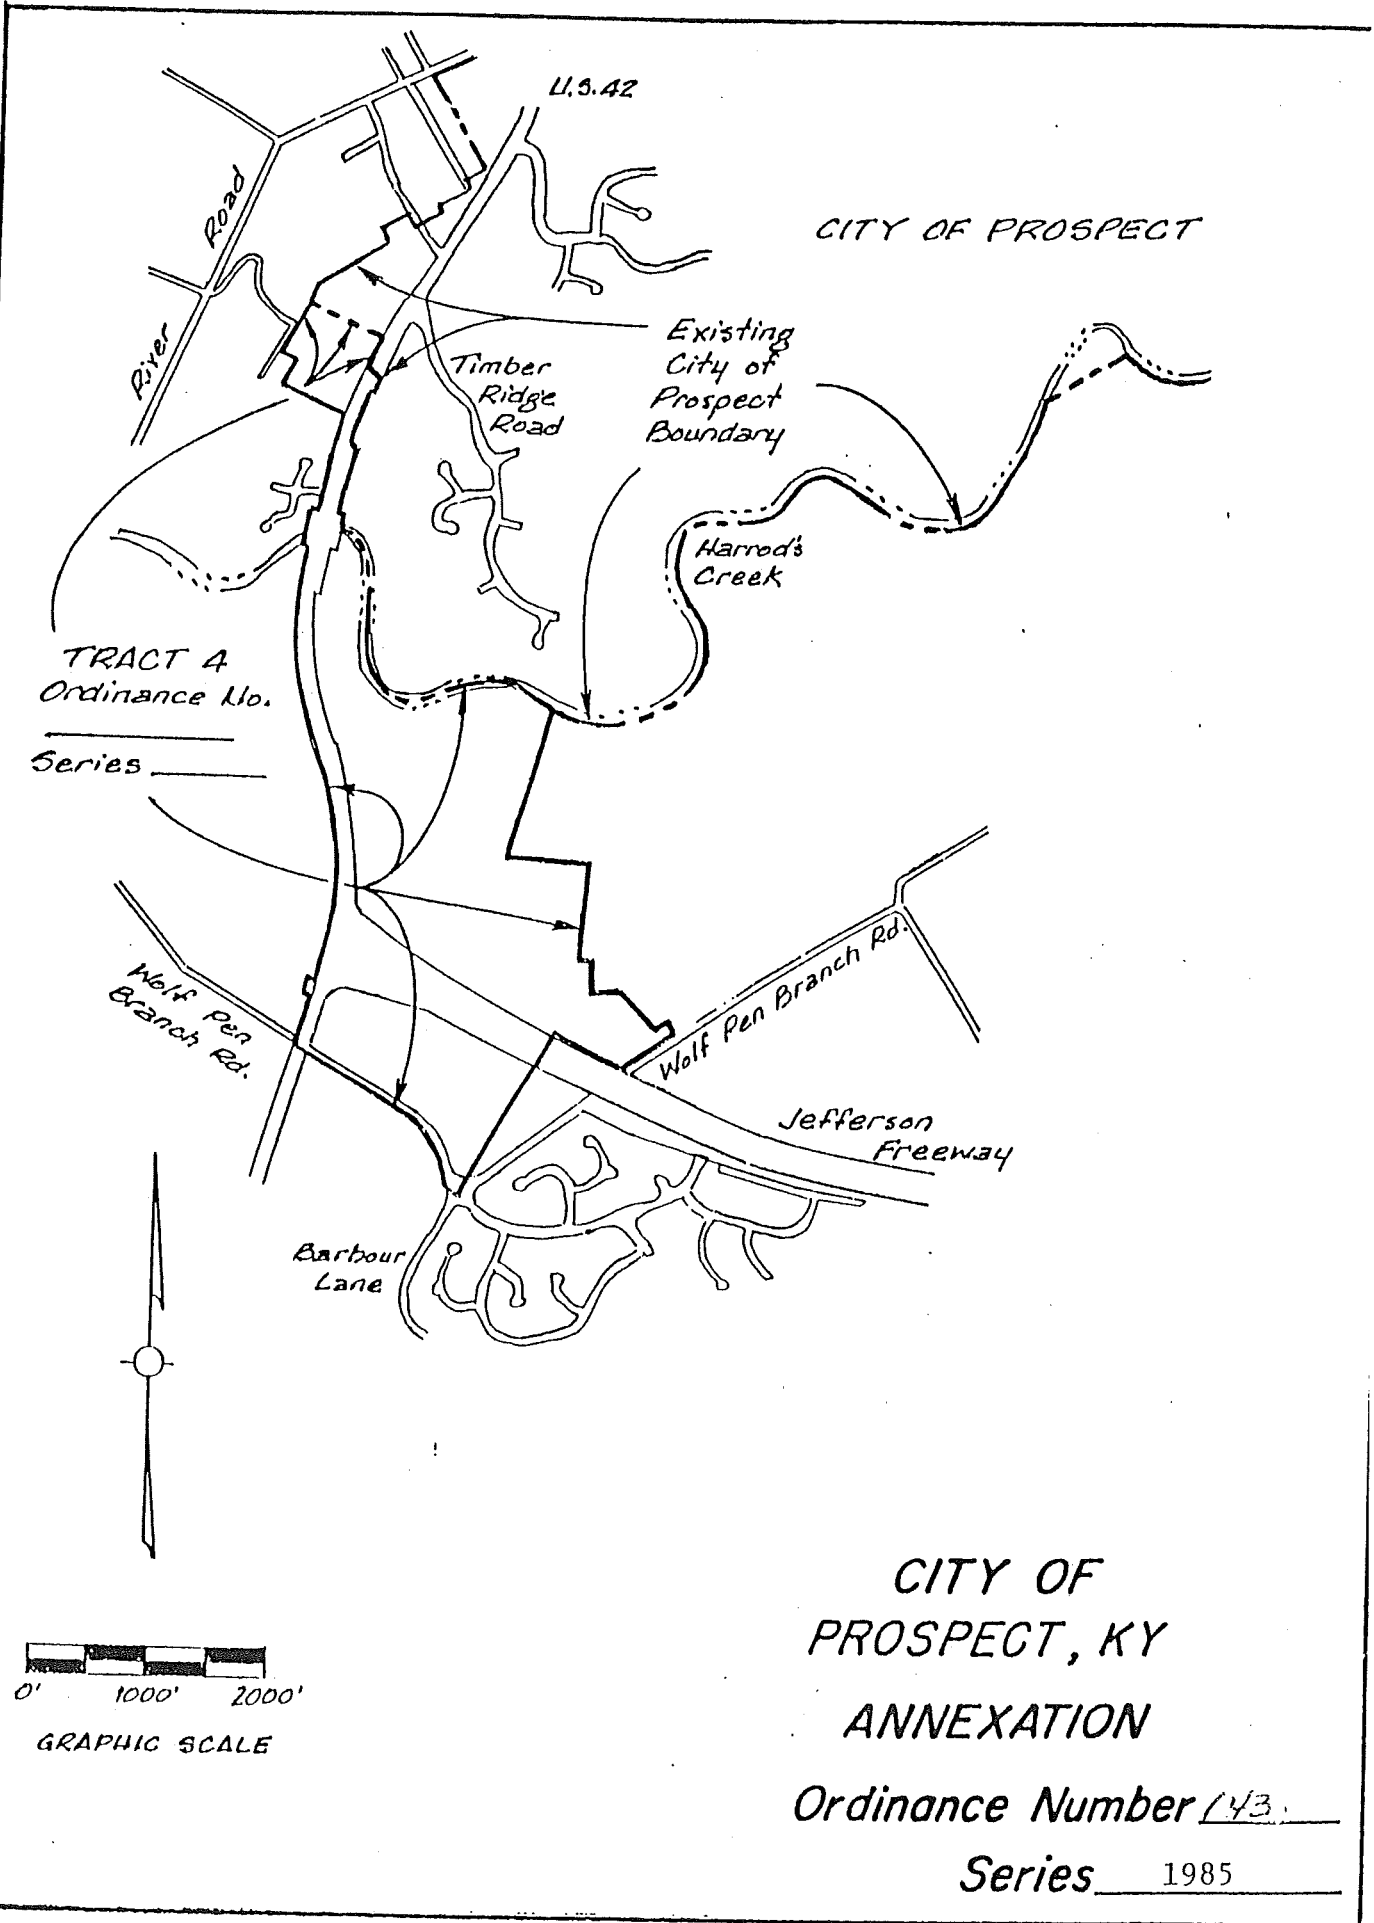 U.S. 42
CITY OF PROSPECT
River Road
Existing
City of
Prospect
Boundary
Timber
Ridge
Road
Harrod's
Creek
TRACT A
Ordinance No.
Series
Wolf Pen
Branch Rd.
Wolf Pen Branch Rd.
Jefferson
Freeway
Barbour
Lane
0' 1000' 2000'
GRAPHIC SCALE
CITY OF
PROSPECT, KY
ANNEXATION
Ordinance Number 143
Series 1985